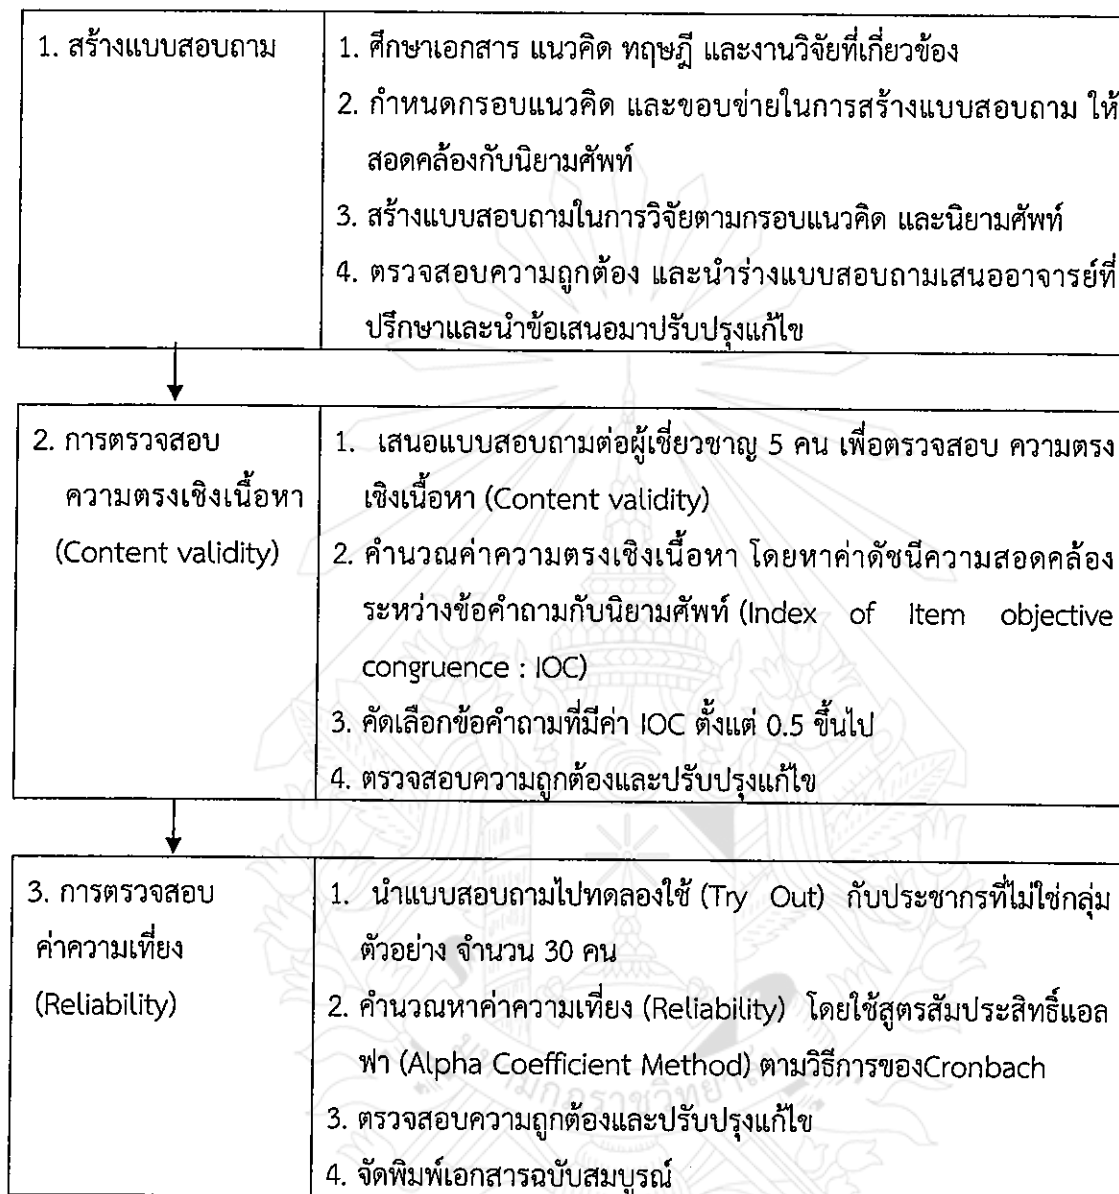 1. สร้างแบบสอบถาม
1. ศึกษาเอกสาร แนวคิด ทฤษฎี และงานวิจัยที่เกี่ยวข้อง
2. กำหนดกรอบแนวคิด และขอบข่ายในการสร้างแบบสอบถาม ให้
สอดคล้องกับนิยามศัพท์
3. สร้างแบบสอบถามในการวิจัยตามกรอบแนวคิด และนิยามศัพท์
4. ตรวจสอบความถูกต้อง และนำร่างแบบสอบถามเสนออาจารย์ที่
ปรึกษาและนำข้อเสนอมาปรับปรุงแก้ไข
2. การตรวจสอบ
ความตรงเชิงเนื้อหา
(Content validity)
1. เสนอแบบสอบถามต่อผู้เชี่ยวชาญ 5 คน เพื่อตรวจสอบ ความตรง
เชิงเนื้อหา (Content validity)
2. คำนวณค่าความตรงเชิงเนื้อหา โดยหาค่าดัชนีความสอดคล้อง
ระหว่างข้อคำถามกับนิยามศัพท์ (Index of Item objective
congruence : IOC)
3. คัดเลือกข้อคำถามที่มีค่า IOC ตั้งแต่ 0.5 ขึ้นไป
4. ตรวจสอบความถูกต้องและปรับปรุงแก้ไข
3. การตรวจสอบ
ค่าความเที่ยง
(Reliability)
1. นำแบบสอบถามไปทดลองใช้ (Try Out) กับประชากรที่ไม่ใช่กลุ่ม
ตัวอย่าง จำนวน 30 คน
2. คำนวณหาค่าความเที่ยง (Reliability) โดยใช้สูตรสัมประสิทธิ์แอล
ฟา (Alpha Coefficient Method) ตามวิธีการของCronbach
3. ตรวจสอบความถูกต้องและปรับปรุงแก้ไข
4. จัดพิมพ์เอกสารฉบับสมบูรณ์